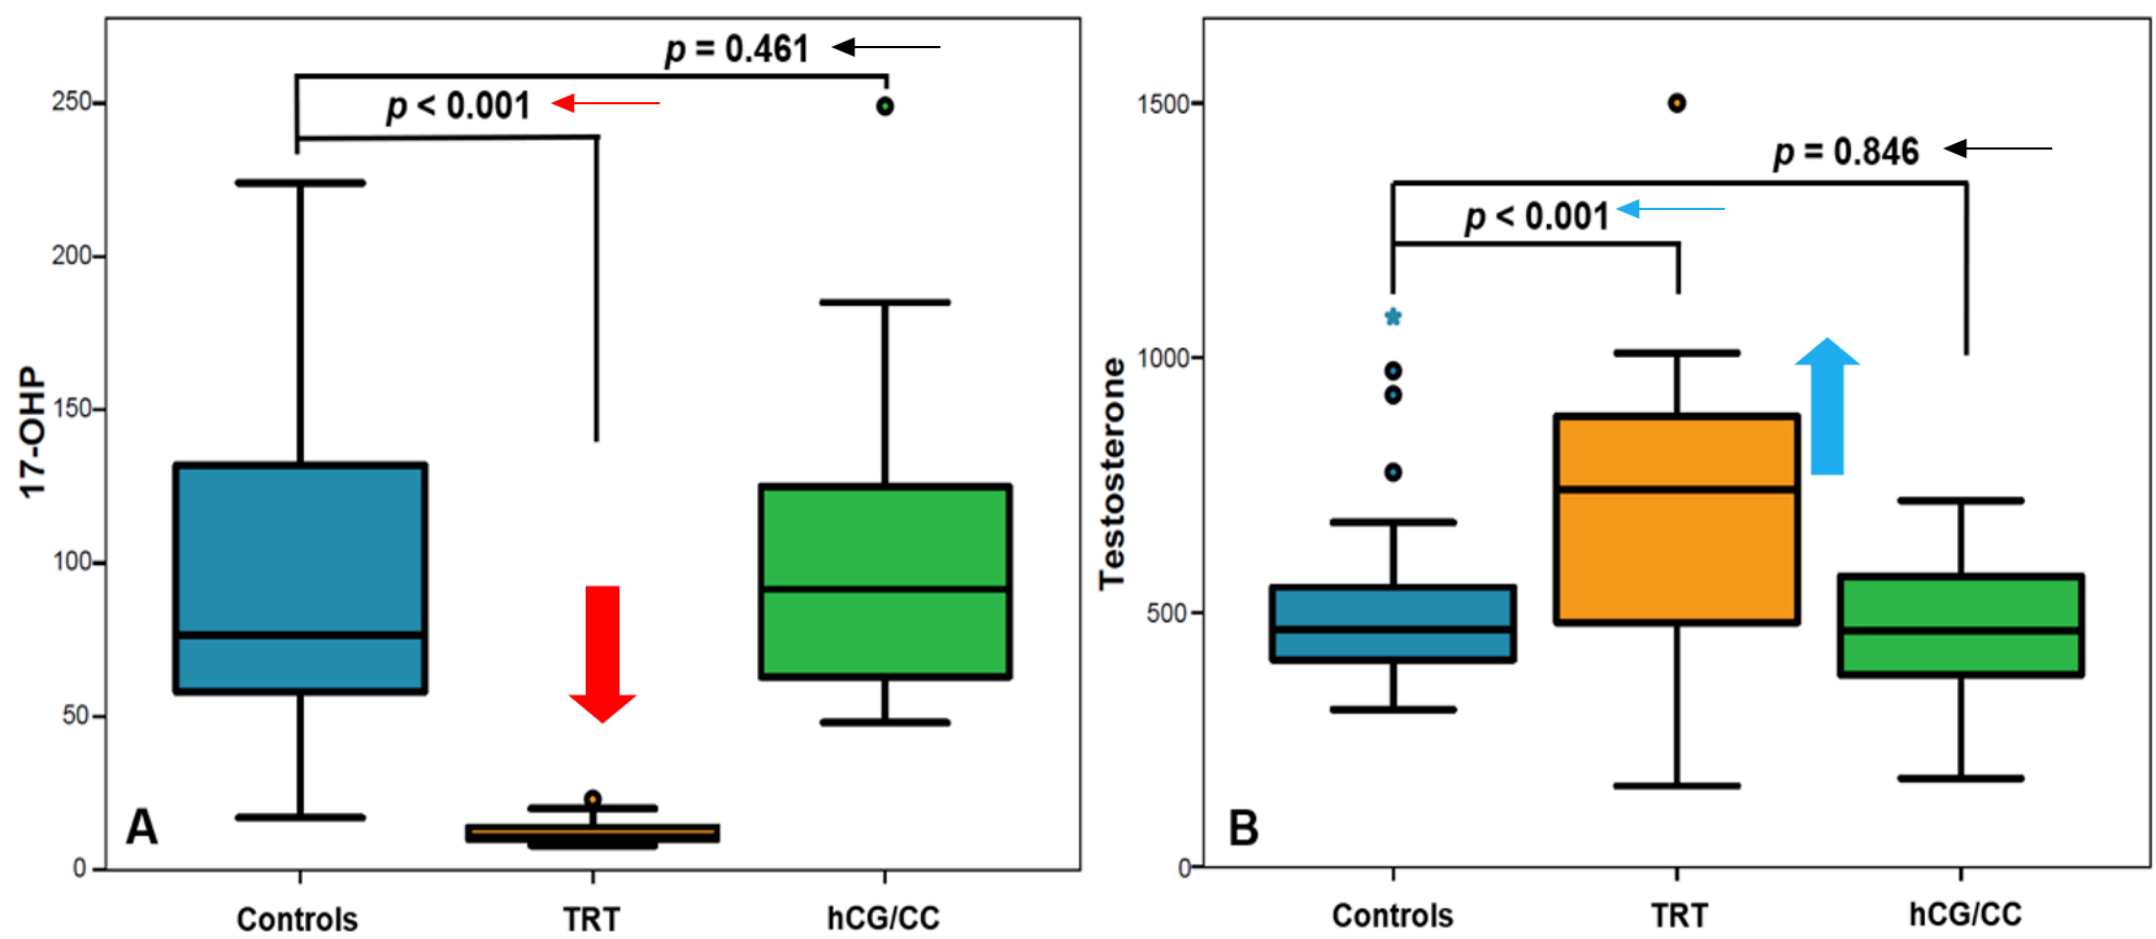 p = 0.461
p < 0.001
250
200
150
100
50
0
17-OHP
A
Controls
TRT
hCG/CC
p = 0.846
p < 0.001
1500
1000
500
0
Testosterone
*
B
Controls
TRT
hCG/CC